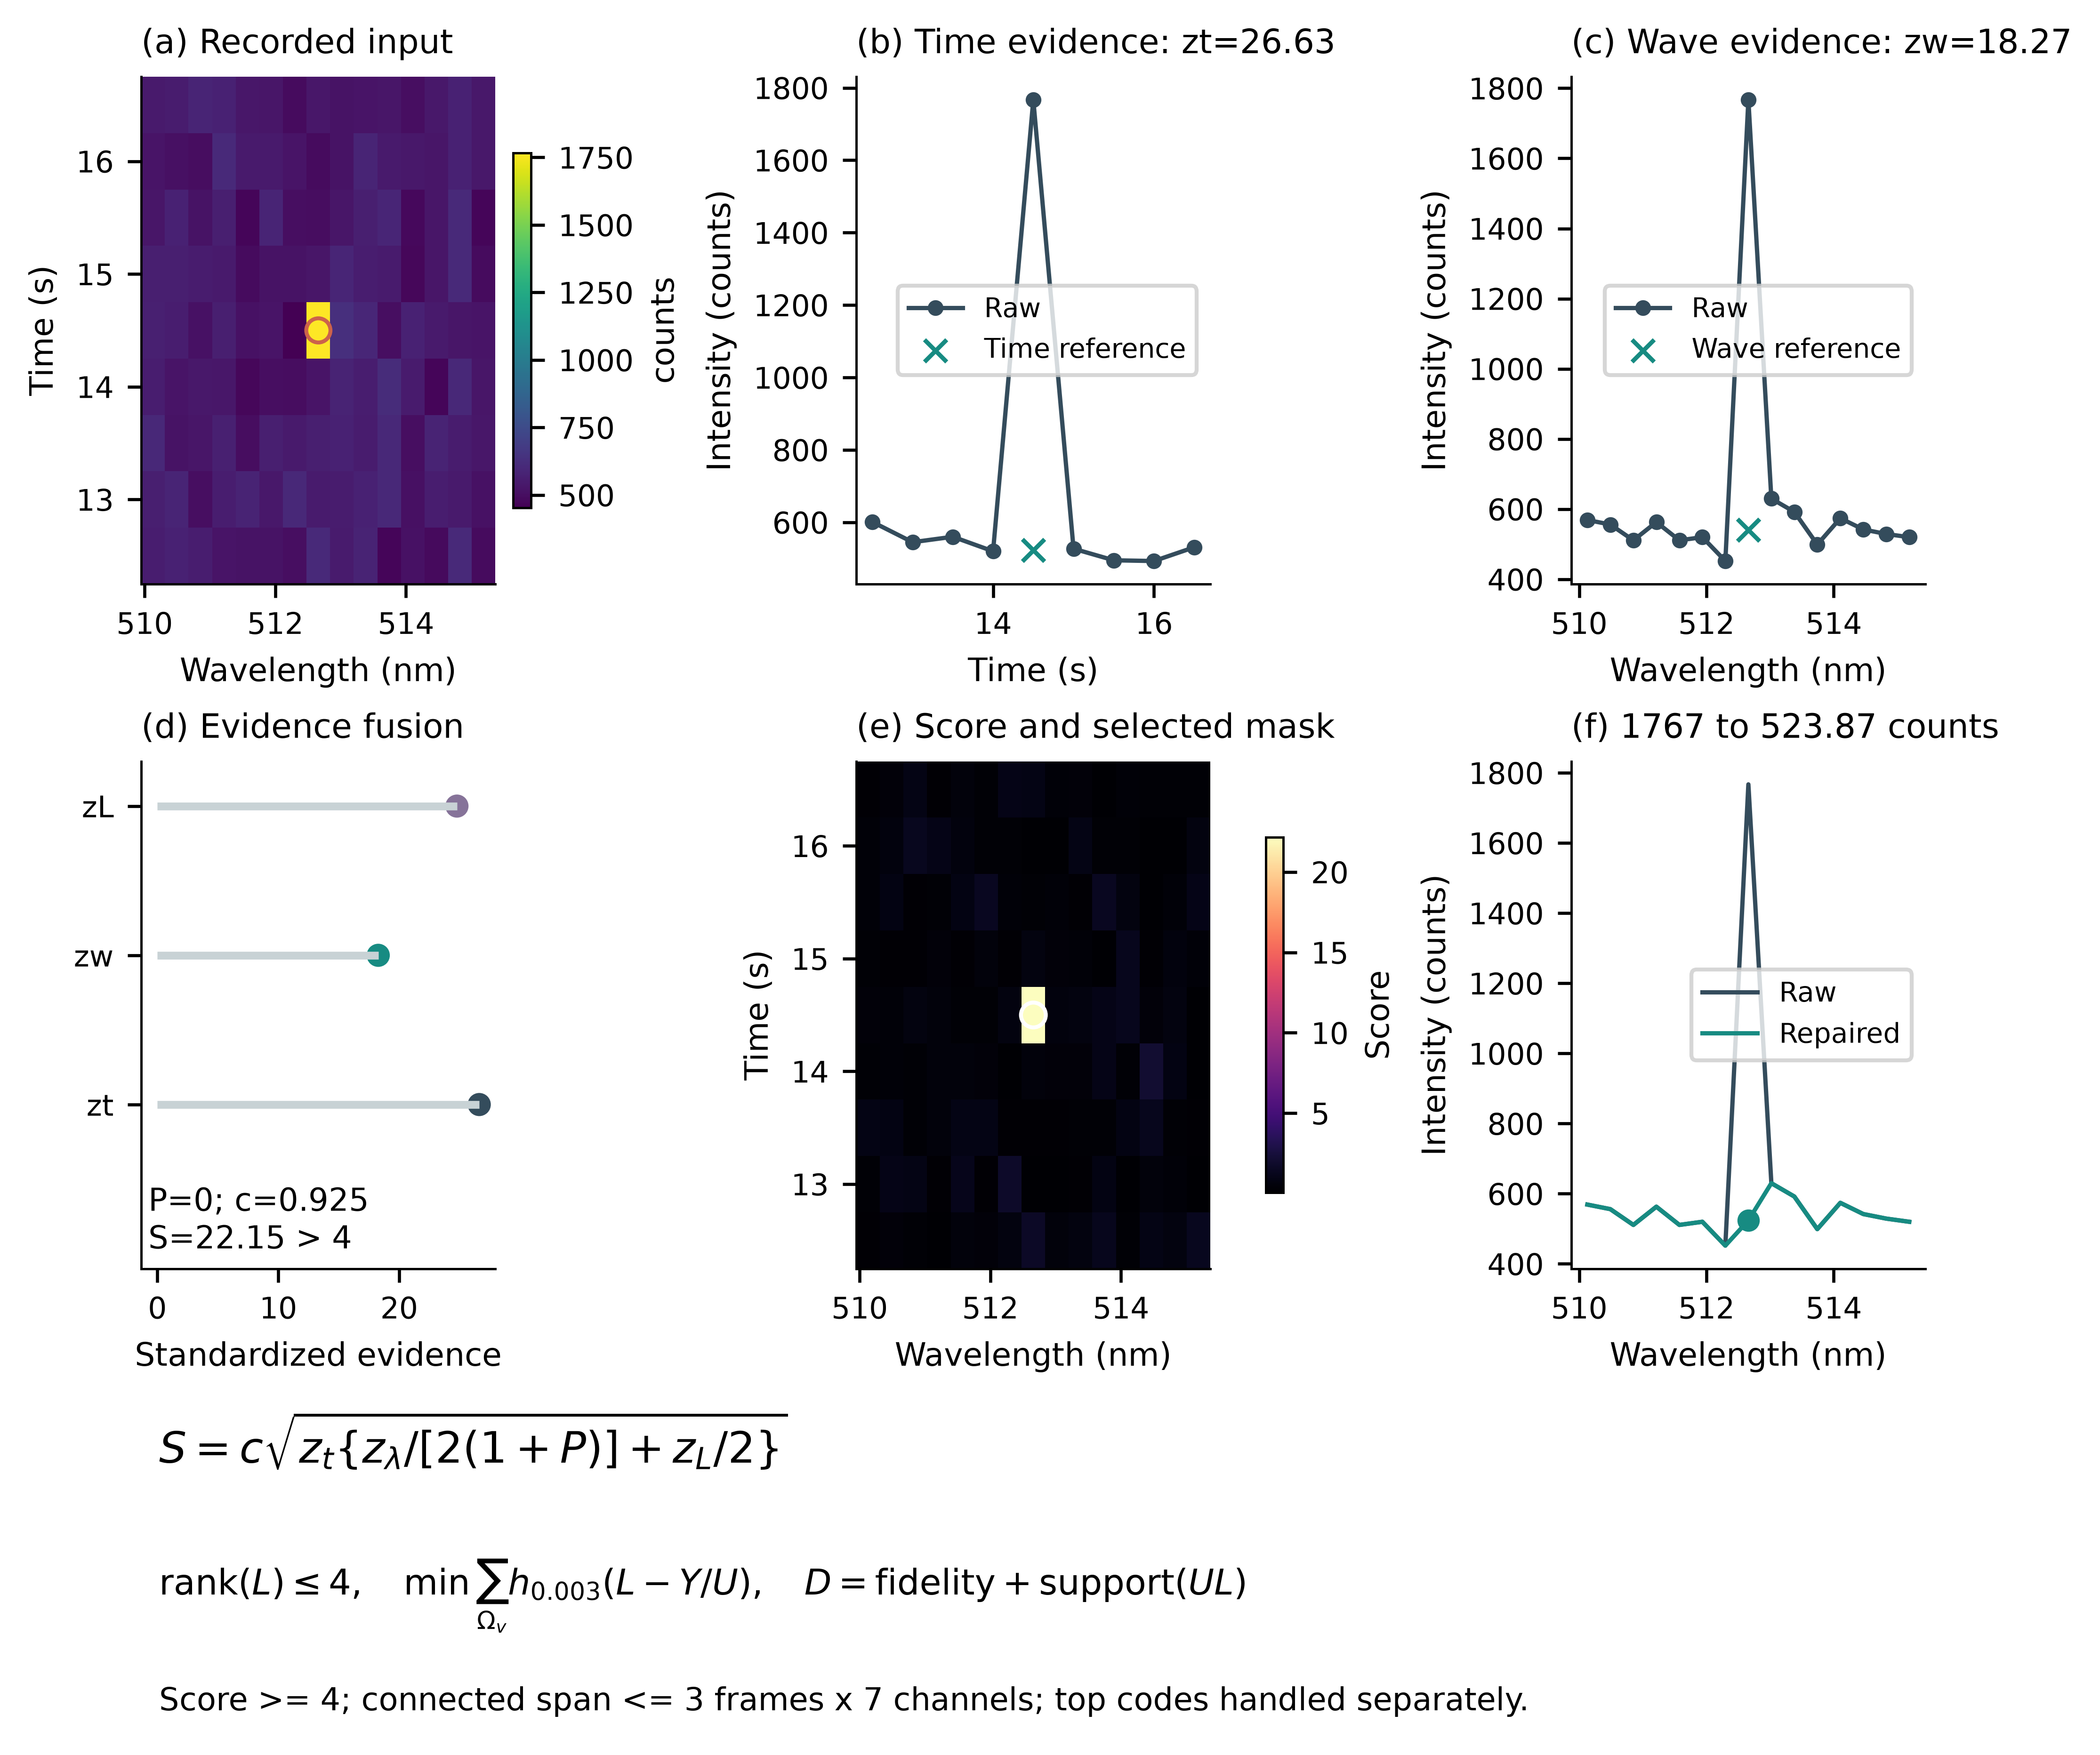 (a) Recorded input
16
15
14
13
Time (s)
510
512
514
Wavelength (nm)
1750
1500
1250
1000
750
500
counts
(b) Time evidence: zt=26.63
1800
1600
1400
1200
1000
800
600
Intensity (counts)
Raw
Time reference
14
16
Time (s)
(c) Wave evidence: zw=18.27
1800
1600
1400
1200
1000
800
600
400
Intensity (counts)
Raw
Wave reference
510
512
514
Wavelength (nm)
(d) Evidence fusion
zL
zw
zt
P=0; c=0.925
S=22.15 > 4
0
10
20
Standardized evidence
(e) Score and selected mask
16
15
14
13
Time (s)
510
512
514
Wavelength (nm)
20
15
10
5
Score
(f) 1767 to 523.87 counts
1800
1600
1400
1200
1000
800
600
400
Intensity (counts)
Raw
Repaired
510
512
514
Wavelength (nm)
S = c√z_t{z_λ/[2(1 + P)] + z_L/2}
rank(L) ≤ 4, min ∑_{Ω_v} h_{0.003}(L − Y/U), D = fidelity + support(UL)
Score >= 4; connected span <= 3 frames x 7 channels; top codes handled separately.